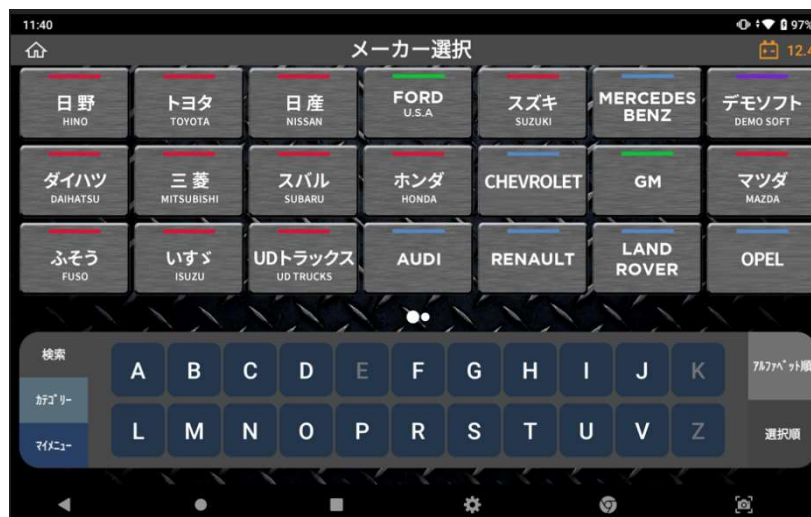 11:40
97%
メーカー選択
12.4
日野
HINO
トヨタ
TOYOTA
日産
NISSAN
FORD
U.S.A
スズキ
SUZUKI
MERCEDES
BENZ
デモソフト
DEMO SOFT
ダイハツ
DAIHATSU
三菱
MITSUBISHI
スバル
SUBARU
ホンダ
HONDA
CHEVROLET
GM
マツダ
MAZDA
ふそう
FUSO
いすゞ
ISUZU
UDトラックス
UD TRUCKS
AUDI
RENAULT
LAND
ROVER
OPEL
検索
カテゴリー
マイメニュー
A B C D E F G H I J K
L M N O P R S T U V Z
アルファベット順
選択順